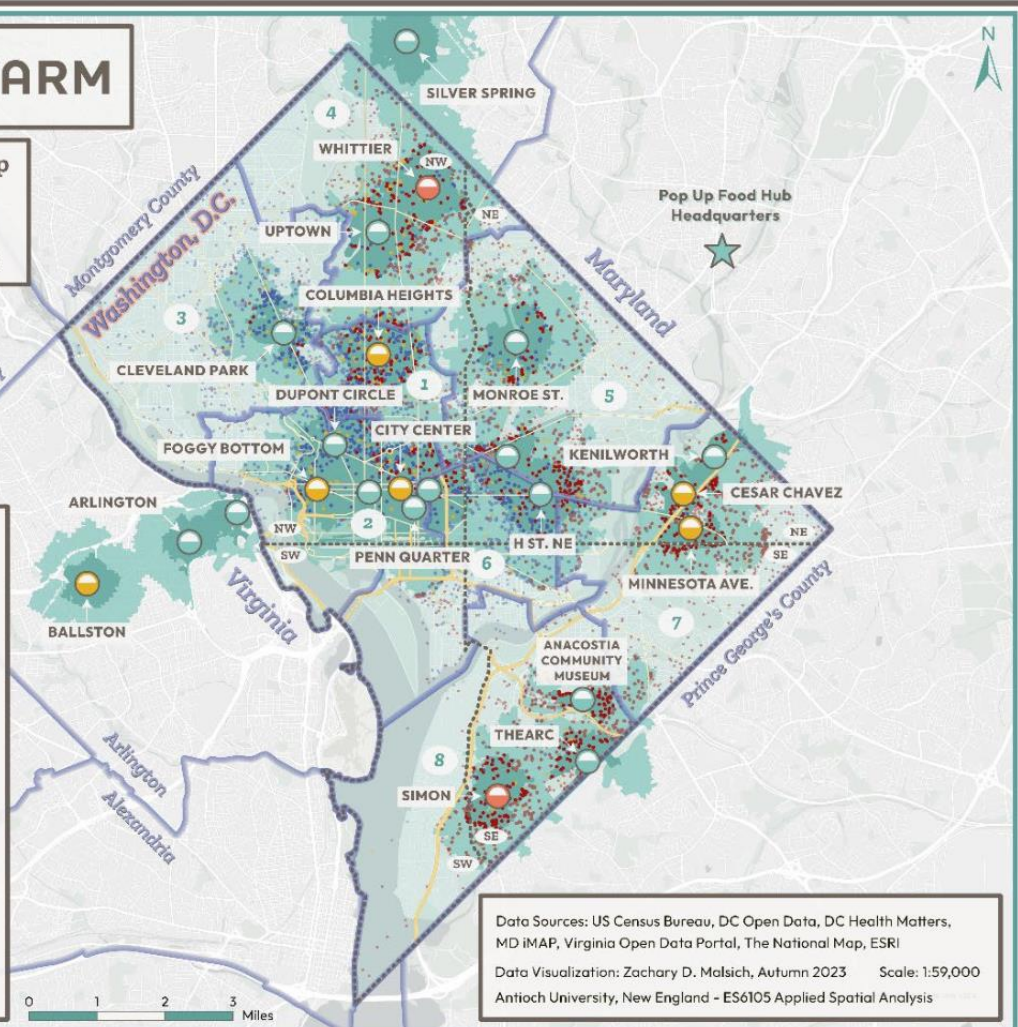 ARM
p
N
SILVER SPRING
4
WHITTIER
NW
Pop Up Food Hub
Headquarters
Montgomery County
Washington, D.C.
NE
UPTOWN
Maryland
COLUMBIA HEIGHTS
3
CLEVELAND PARK
DUPONT CIRCLE
1
MONROE ST.
5
CITY CENTER
FOGGY BOTTOM
KENILWORTH
ARLINGTON
CESAR CHAVEZ
NW
2
NE
SW
PENN QUARTER
6
H ST. NE
SE
MINNESOTA AVE.
Virginia
BALLSTON
7
Prince George's County
ANACOSTIA
COMMUNITY
MUSEUM
THEARC
8
Arlington
SIMON
Alexandria
SE
SW
Data Sources: US Census Bureau, DC Open Data, DC Health Matters,
MD iMAP, Virginia Open Data Portal, The National Map, ESRI
Data Visualization: Zachary D. Malsich, Autumn 2023 Scale: 1:59,000
Antioch University, New England - ES6105 Applied Spatial Analysis
0 1 2 3
Miles